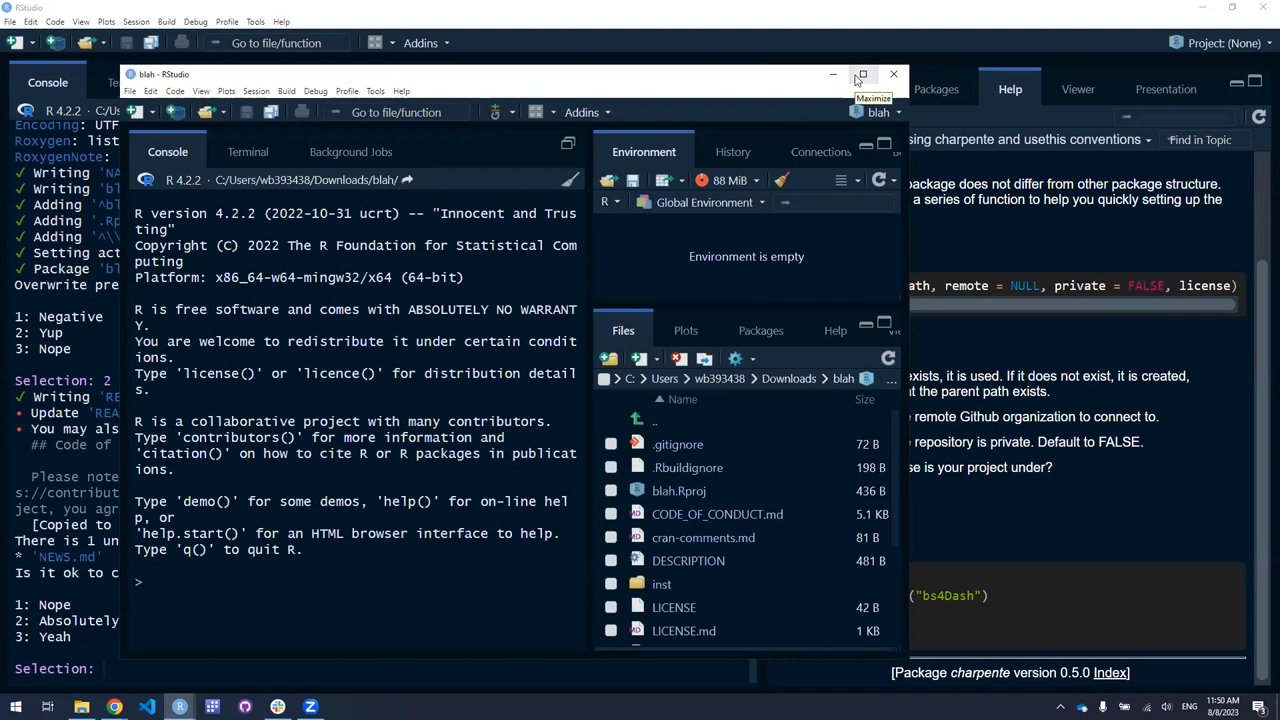 RStudio
File Edit Code View Plots Session Build Debug Profile Tools Help
Go to file/function Addins Project: (None)
Console
R 4.2.2 · C:/Us
Encoding: UTF
Roxygen: list
RoxygenNote:
✓ Writing 'NA
✓ Writing 'bl
✓ Adding '^bl
✓ Adding '.Rp
✓ Adding '^\\
✓ Setting act
✓ Package 'bl
Overwrite pre
1: Negative
2: Yup
3: Nope
Selection: 2
✓ Writing 'RE
• Update 'REA
• You may als
## Code of
Please note
s://contribut
ject, you agr
[Copied to
There is 1 un
* 'NEWS.md'
Is it ok to c
1: Nope
2: Absolutely
3: Yeah
Selection:
blah - RStudio
Maximize
File Edit Code View Plots Session Build Debug Profile Tools Help
Go to file/function Addins blah
Console Terminal Background Jobs
R 4.2.2 · C:/Users/wb393438/Downloads/blah/
R version 4.2.2 (2022-10-31 ucrt) -- "Innocent and Trus
ting"
Copyright (C) 2022 The R Foundation for Statistical Com
puting
Platform: x86_64-w64-mingw32/x64 (64-bit)
R is free software and comes with ABSOLUTELY NO WARRANT
Y.
You are welcome to redistribute it under certain condit
ions.
Type 'license()' or 'licence()' for distribution detail
s.
R is a collaborative project with many contributors.
Type 'contributors()' for more information and
'citation()' on how to cite R or R packages in publicat
ions.
Type 'demo()' for some demos, 'help()' for on-line hel
p, or
'help.start()' for an HTML browser interface to help.
Type 'q()' to quit R.
>
Environment History Connections
88 MiB
R Global Environment
Environment is empty
Files Plots Packages Help
C: Users wb393438 Downloads blah ...
Name Size
..
.gitignore 72 B
.Rbuildignore 198 B
blah.Rproj 436 B
CODE_OF_CONDUCT.md 5.1 KB
cran-comments.md 81 B
DESCRIPTION 481 B
inst
LICENSE 42 B
LICENSE.md 1 KB
Packages Help Viewer Presentation
sing charpente and usethis conventions Find in Topic
package does not differ from other package structure.
a series of function to help you quickly setting up the
ath, remote = NULL, private = FALSE, license)
exists, it is used. If it does not exist, it is created,
t the parent path exists.
e remote Github organization to connect to.
e repository is private. Default to FALSE.
se is your project under?
("bs4Dash")
[Package charpente version 0.5.0 Index]
ENG
11:50 AM
8/8/2023
3